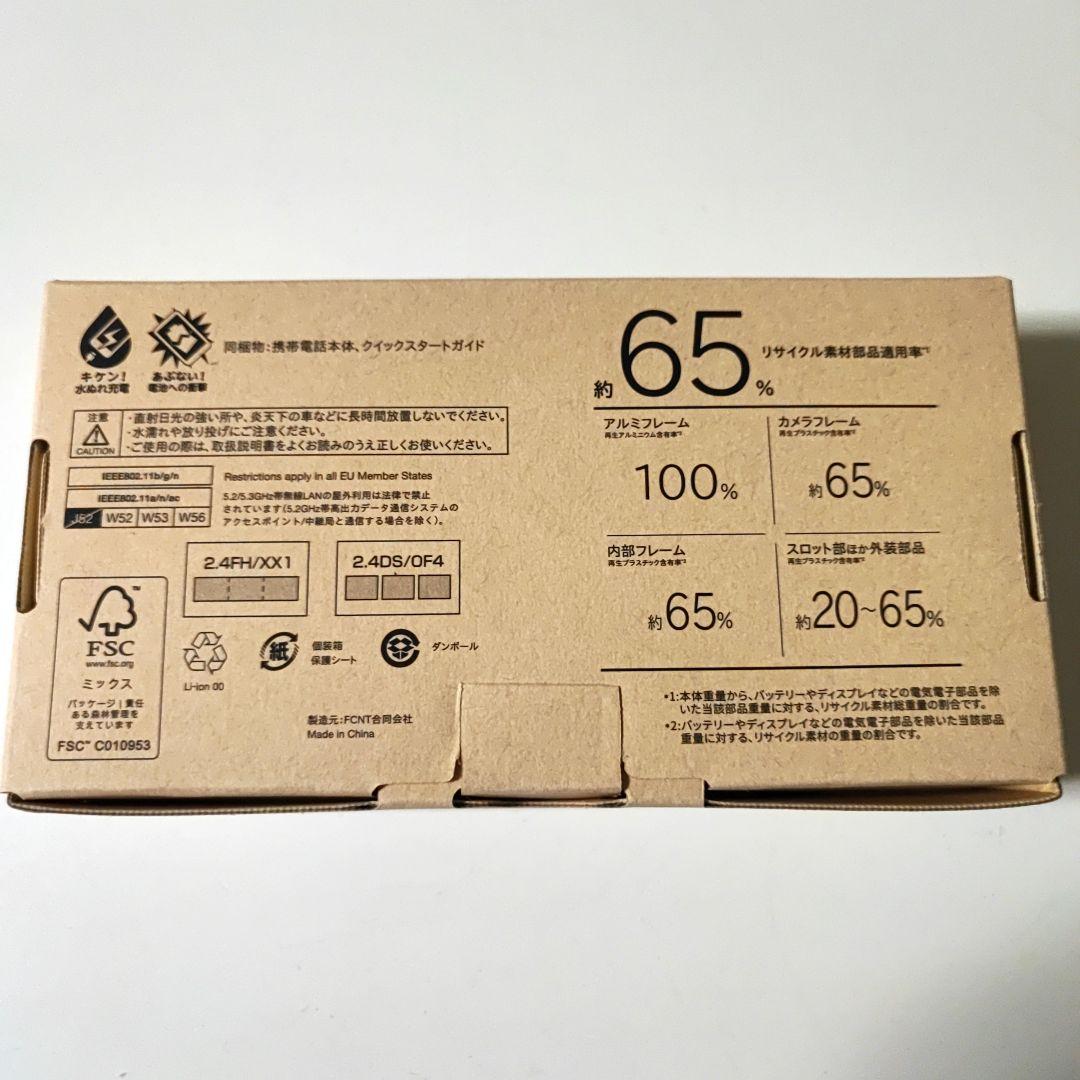 キケン!
水ぬれ充電
あぶない!
電池への衝撃
同梱物:携帯電話本体、クイックスタートガイド
注意
CAUTION
・直射日光の強い所や、炎天下の車などに長時間放置しないでください。
・水濡れや放り投げにご注意ください。
・ご使用の際は、取扱説明書をよくお読みのうえ正しくお使いください。
IEEE802.11b/g/n
IEEE802.11a/n/ac
J52 W52 W53 W56
Restrictions apply in all EU Member States
5.2/5.3GHz帯無線LANの屋外利用は法律で禁止
されています(5.2GHz帯高出力データ通信システムの
アクセスポイント/中継局と通信する場合を除く)。
2.4FH/XX1
2.4DS/OF4
FSC™
www.fsc.org
ミックス
パッケージ|責任
ある森林管理を
支えています
FSC™ C010953
Li-ion 00
紙
個装箱
保護シート
ダンボール
製造元:FCNT合同会社
Made in China
約65% リサイクル素材部品適用率*1
アルミフレーム
再生アルミニウム含有率*2
100%
カメラフレーム
再生プラスチック含有率*2
約65%
内部フレーム
再生プラスチック含有率*2
約65%
スロット部ほか外装部品
再生プラスチック含有率*2
約20~65%
*1:本体重量から、バッテリーやディスプレイなどの電気電子部品を除
いた当該部品重量に対する、リサイクル素材総重量の割合です。
*2:バッテリーやディスプレイなどの電気電子部品を除いた当該部品
重量に対する、リサイクル素材の重量の割合です。